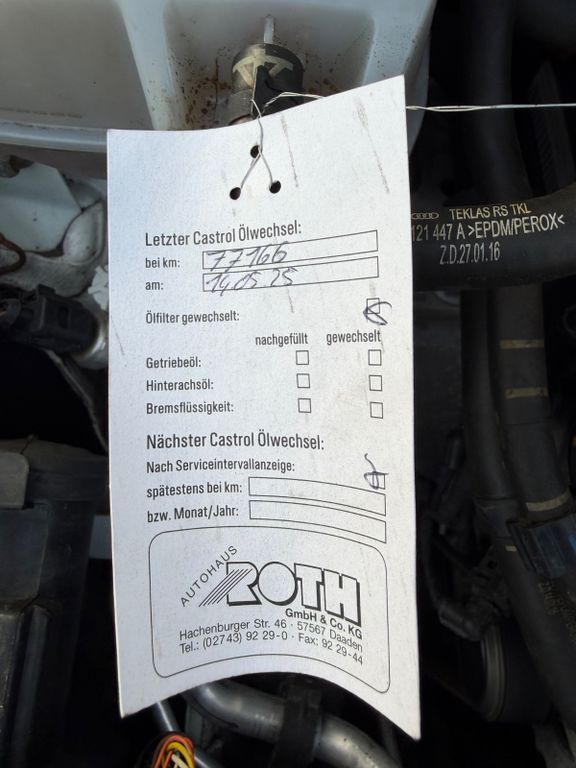 Letzter Castrol Ölwechsel:
bei km: 77166
am: 14.05.25
Ölfilter gewechselt:
nachgefüllt gewechselt
Getriebeöl:
Hinterachsöl:
Bremsflüssigkeit:
Nächster Castrol Ölwechsel:
Nach Serviceintervallanzeige:
spätestens bei km:
bzw. Monat/Jahr:
AUTOHAUS
ROTH
GmbH & Co. KG
Hachenburger Str. 46 · 57567 Daaden
Tel.: (02743) 92 29-0 · Fax: 92 29-44
TEKLAS RS TKL
121 447 A >EPDM/PEROX<
Z.D.27.01.16